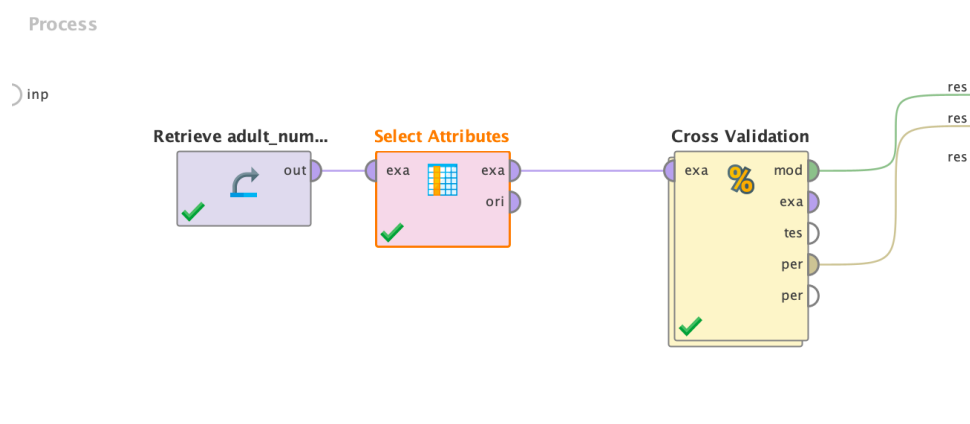 Process
inp
res
res
res
Retrieve adult_num...
out
Select Attributes
exa
exa
ori
Cross Validation
exa
%
mod
exa
tes
per
per